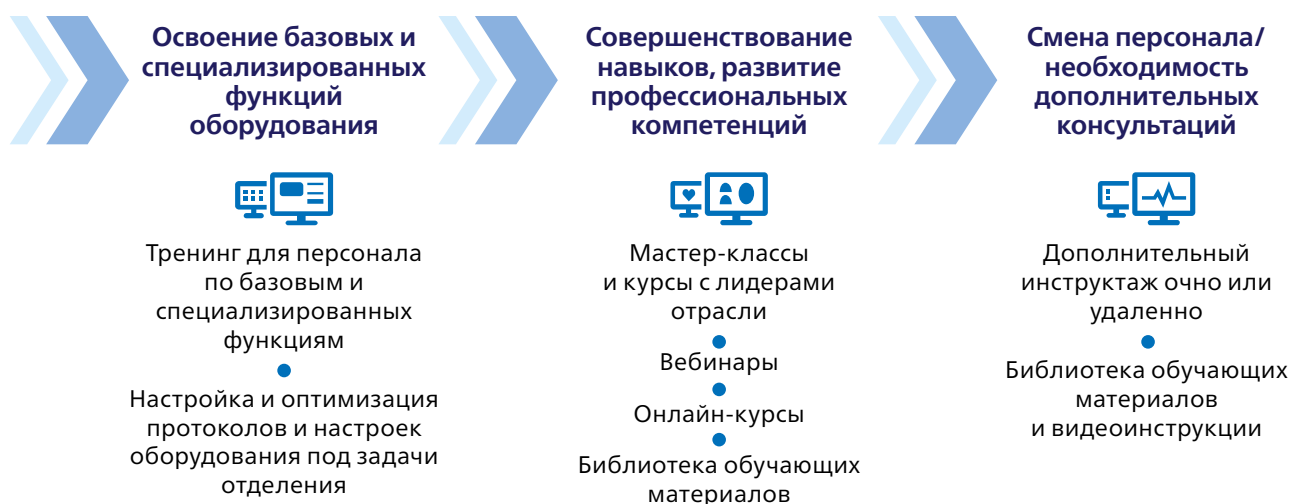 Освоение базовых и
специализированных
функций
оборудования
Тренинг для персонала
по базовым и
специализированных
функциям
Настройка и оптимизация
протоколов и настроек
оборудования под задачи
отделения
Совершенствование
навыков, развитие
профессиональных
компетенций
Мастер-классы
и курсы с лидерами
отрасли
Вебинары
Онлайн-курсы
Библиотека обучающих
материалов
Смена персонала/
необходимость
дополнительных
консультаций
Дополнительный
инструктаж очно или
удаленно
Библиотека обучающих
материалов
и видеоинструкции